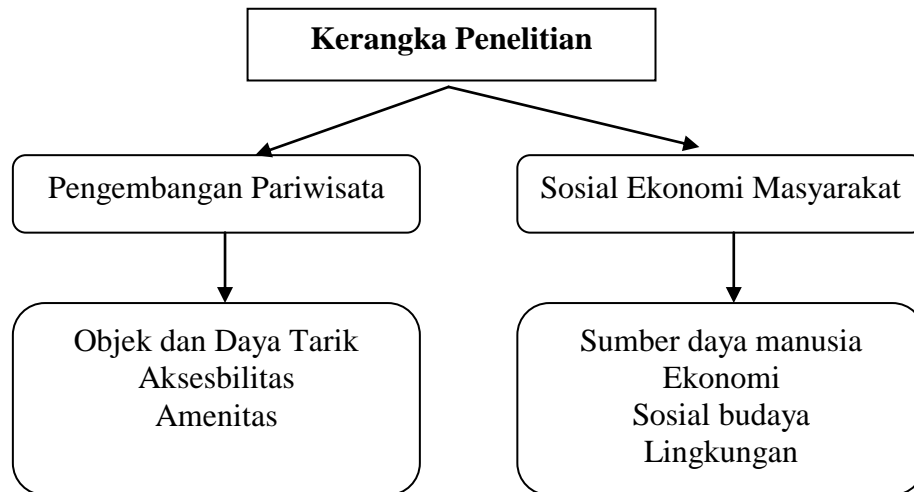 Kerangka Penelitian
Pengembangan Pariwisata
Sosial Ekonomi Masyarakat
Objek dan Daya Tarik
Aksesbilitas
Amenitas
Sumber daya manusia
Ekonomi
Sosial budaya
Lingkungan